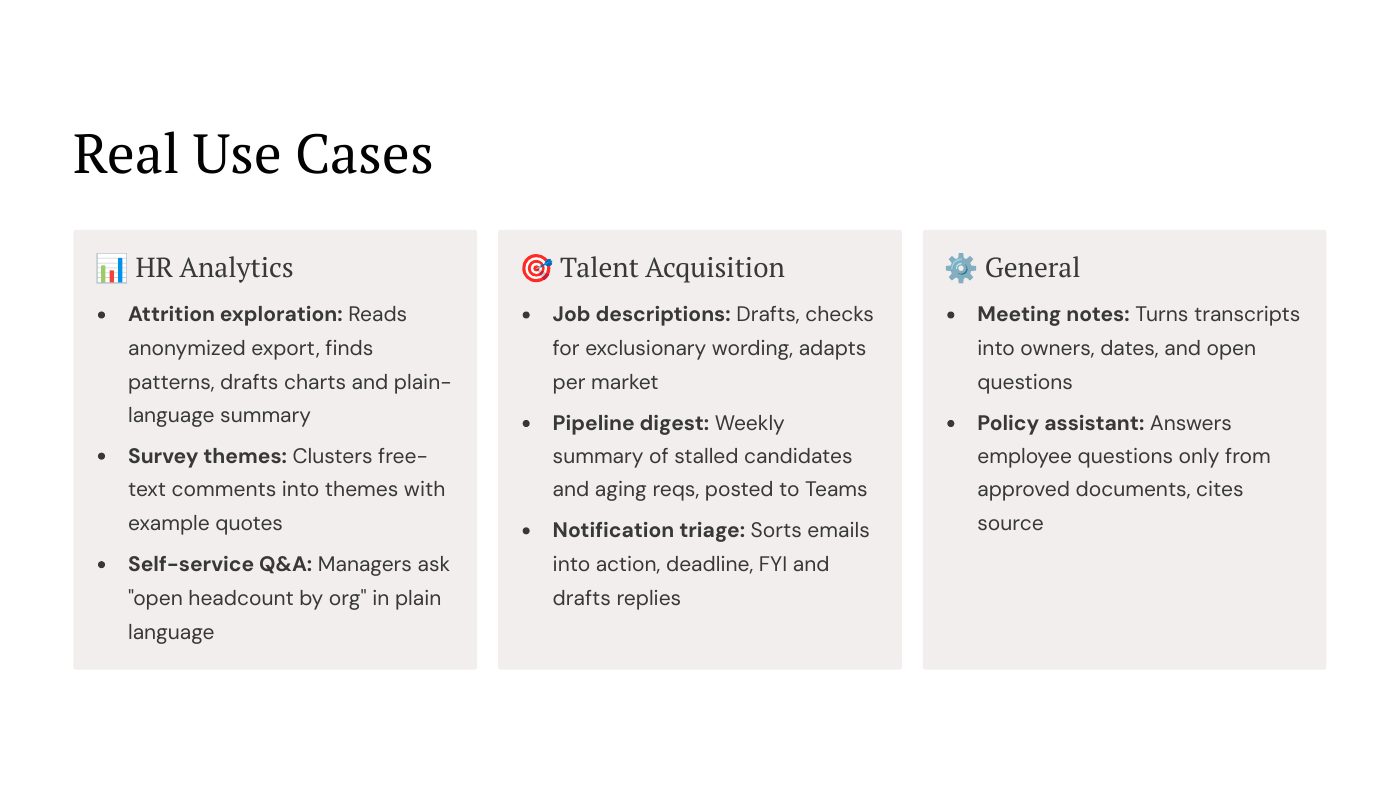 Real Use Cases
📊 HR Analytics
• Attrition exploration: Reads
anonymized export, finds
patterns, drafts charts and plain-
language summary
• Survey themes: Clusters free-
text comments into themes with
example quotes
• Self-service Q&A: Managers ask
"open headcount by org" in plain
language
🎯 Talent Acquisition
• Job descriptions: Drafts, checks
for exclusionary wording, adapts
per market
• Pipeline digest: Weekly
summary of stalled candidates
and aging reqs, posted to Teams
• Notification triage: Sorts emails
into action, deadline, FYI and
drafts replies
⚙️ General
• Meeting notes: Turns transcripts
into owners, dates, and open
questions
• Policy assistant: Answers
employee questions only from
approved documents, cites
source